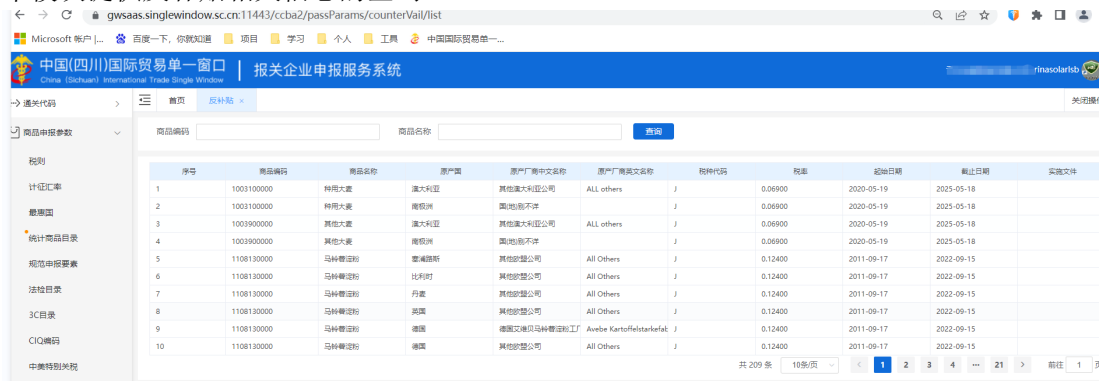 gwsaas.singlewindow.sc.cn:11443/ccba2/passParams/counterVail/list
Microsoft 帐户 |... 百度一下,你就知道 项目 学习 个人 工具 中国国际贸易单一...
中国(四川)国际贸易单一窗口 | 报关企业申报服务系统
China (Sichuan) International Trade Single Window
rinasolarlsb
通关代码 首页 反补贴 × 关闭操作
商品申报参数 商品编码 商品名称 查询
税则
计征汇率
最惠国
统计商品目录
规范申报要素
法检目录
3C目录
CIQ编码
中美特别关税
序号 商品编码 商品名称 原产国 原产厂商中文名称 原产厂商英文名称 税种代码 税率 起始日期 截止日期 实施文件
1 1003100000 种用大麦 澳大利亚 其他澳大利亚公司 ALL others J 0.06900 2020-05-19 2025-05-18
2 1003100000 种用大麦 南极洲 国(地)别不详 J 0.06900 2020-05-19 2025-05-18
3 1003900000 其他大麦 澳大利亚 其他澳大利亚公司 ALL others J 0.06900 2020-05-19 2025-05-18
4 1003900000 其他大麦 南极洲 国(地)别不详 J 0.06900 2020-05-19 2025-05-18
5 1108130000 马铃薯淀粉 塞浦路斯 其他欧盟公司 All Others J 0.12400 2011-09-17 2022-09-15
6 1108130000 马铃薯淀粉 比利时 其他欧盟公司 All Others J 0.12400 2011-09-17 2022-09-15
7 1108130000 马铃薯淀粉 丹麦 其他欧盟公司 All Others J 0.12400 2011-09-17 2022-09-15
8 1108130000 马铃薯淀粉 英国 其他欧盟公司 All Others J 0.12400 2011-09-17 2022-09-15
9 1108130000 马铃薯淀粉 德国 德国艾维贝马铃薯淀粉工厂 Avebe Kartoffelstarkefab J 0.12400 2011-09-17 2022-09-15
10 1108130000 马铃薯淀粉 德国 其他欧盟公司 All Others J 0.12400 2011-09-17 2022-09-15
共 209 条 10条/页 < 1 2 3 4 ... 21 > 前往 1 页